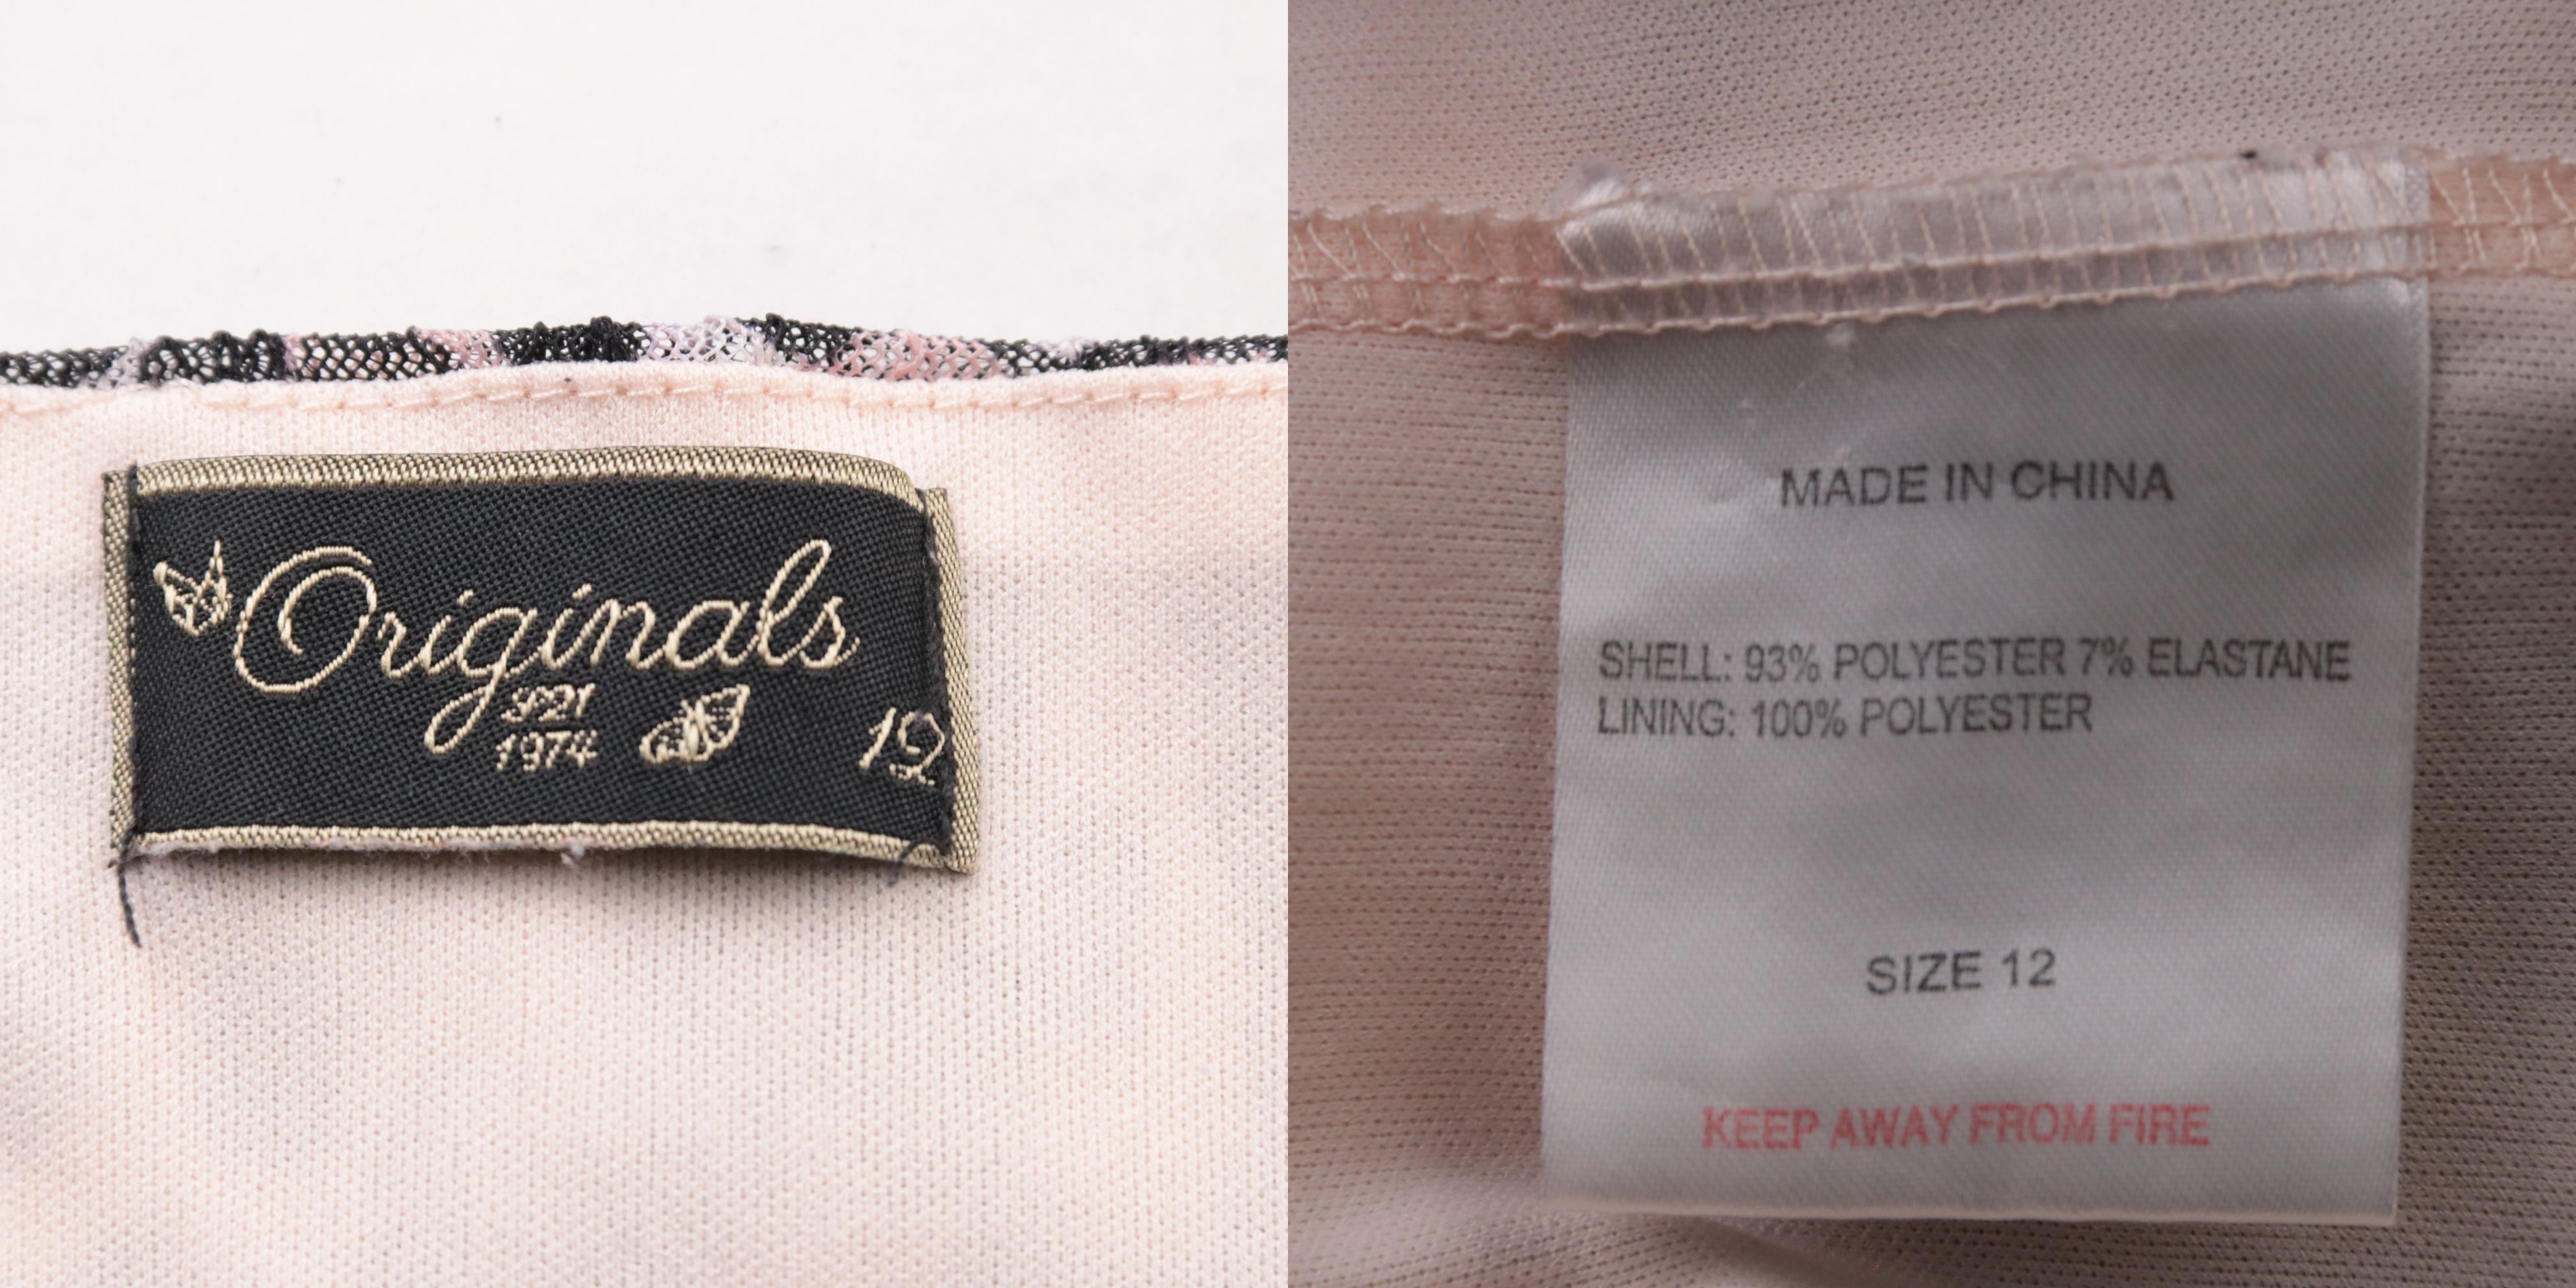 Originals
S21
1974
12
MADE IN CHINA
SHELL: 93% POLYESTER 7% ELASTANE
LINING: 100% POLYESTER
SIZE 12
KEEP AWAY FROM FIRE